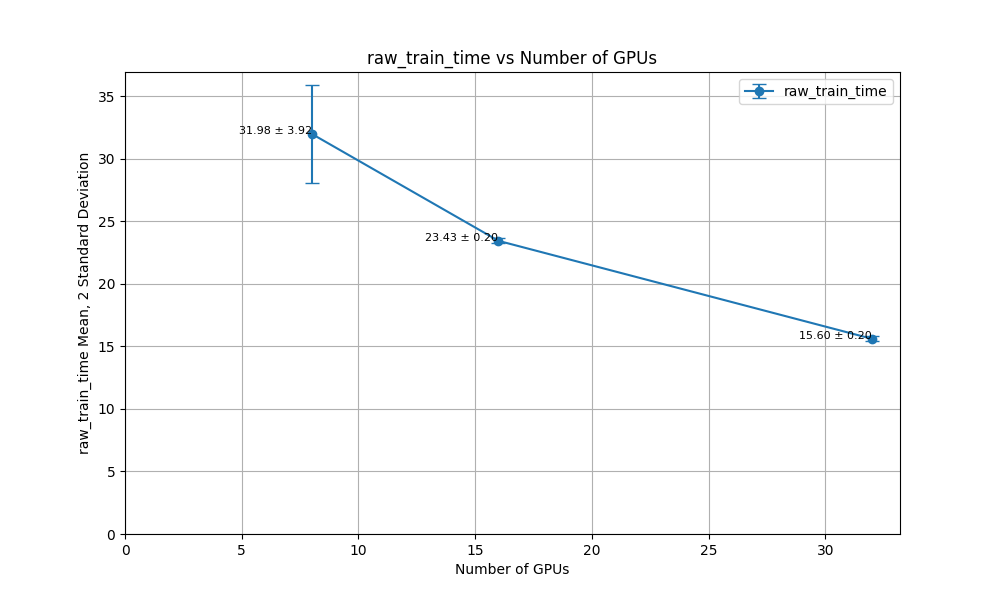 raw_train_time vs Number of GPUs
raw_train_time
31.98 ± 3.92
23.43 ± 0.20
15.60 ± 0.20
raw_train_time Mean, 2 Standard Deviation
35
30
25
20
15
10
5
0
0 5 10 15 20 25 30
Number of GPUs